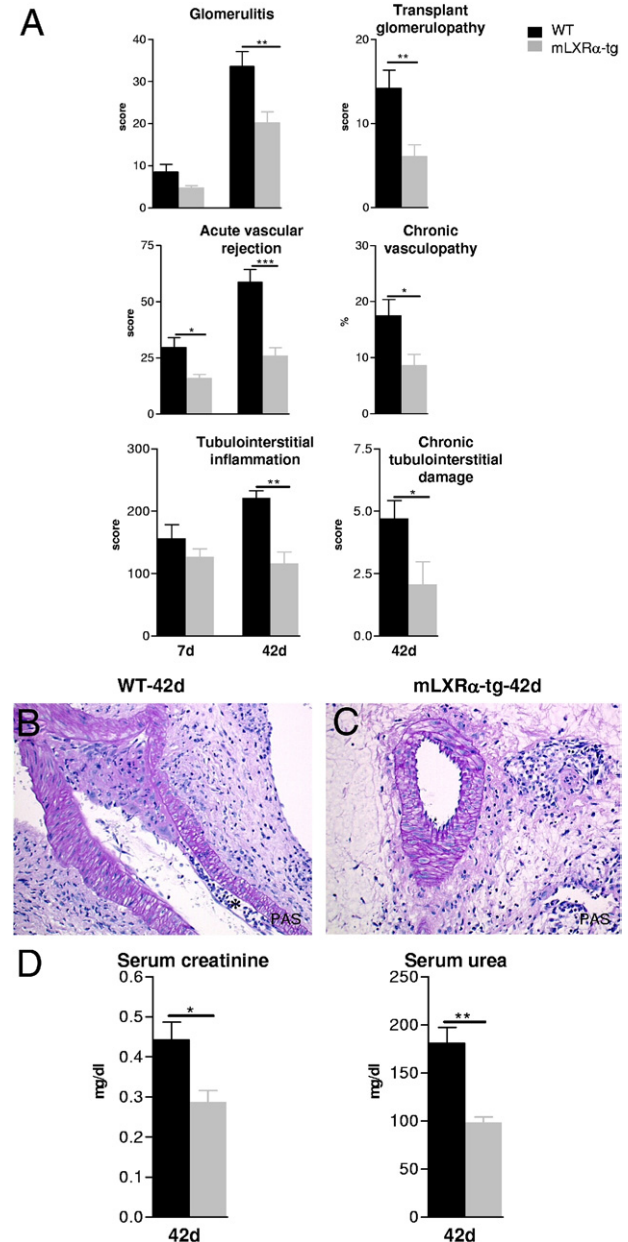 A
Glomerulitis
Transplant
glomerulopathy
WT
mLXRα-tg
score
40
30
20
10
0
**
score
20
10
0
**
Acute vascular
rejection
score
75
50
25
0
*
***
Chronic
vasculopathy
%
30
20
10
0
*
Tubulointerstitial
inflammation
score
300
200
100
0
**
7d
42d
Chronic
tubulointerstitial
damage
score
7.5
5.0
2.5
0.0
*
42d
WT-42d
mLXRα-tg-42d
B
*
PAS
C
PAS
D
Serum creatinine
mg/dl
0.6
0.5
0.4
0.3
0.2
0.1
0.0
*
42d
Serum urea
mg/dl
250
200
150
100
50
0
**
42d